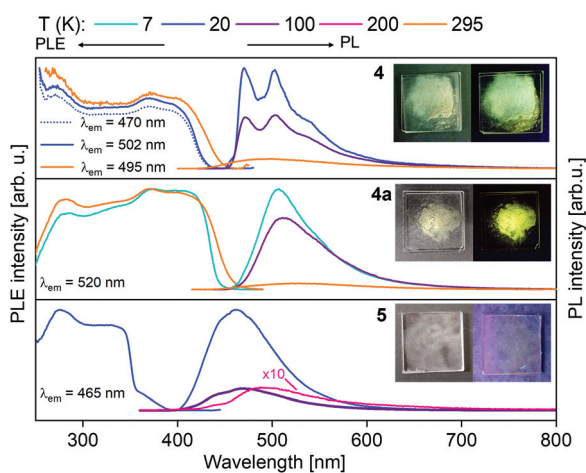 T (K): 7 20 100 200 295
PLE PL
4
λem = 470 nm
λem = 502 nm
λem = 495 nm
4a
λem = 520 nm
5
x10
λem = 465 nm
PLE intensity [arb. u.]
PL intensity [arb.u.]
300 400 500 600 700 800
Wavelength [nm]